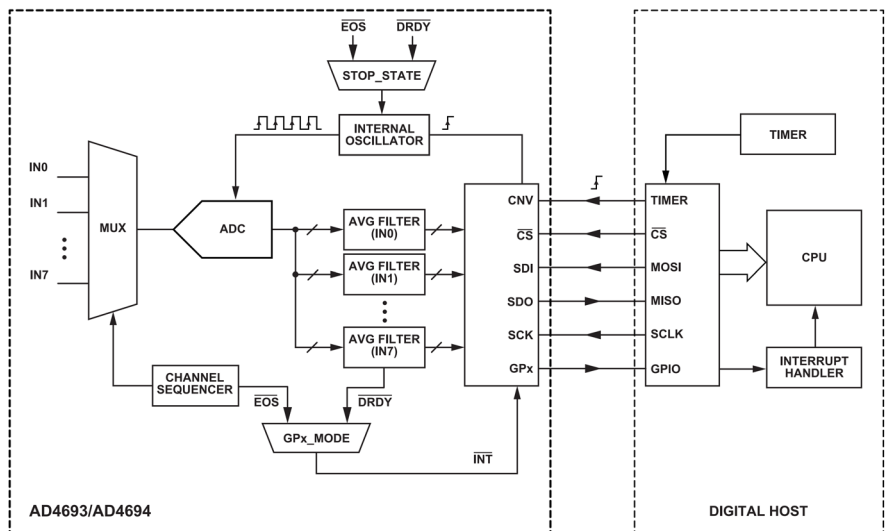 EOS
DRDY
STOP_STATE
INTERNAL
OSCILLATOR
TIMER
IN0
IN1
IN7
MUX
ADC
AVG FILTER
(IN0)
AVG FILTER
(IN1)
AVG FILTER
(IN7)
CNV
CS
SDI
SDO
SCK
GPx
TIMER
CS
MOSI
MISO
SCLK
GPIO
CPU
INTERRUPT
HANDLER
CHANNEL
SEQUENCER
EOS
DRDY
GPx_MODE
INT
AD4693/AD4694
DIGITAL HOST